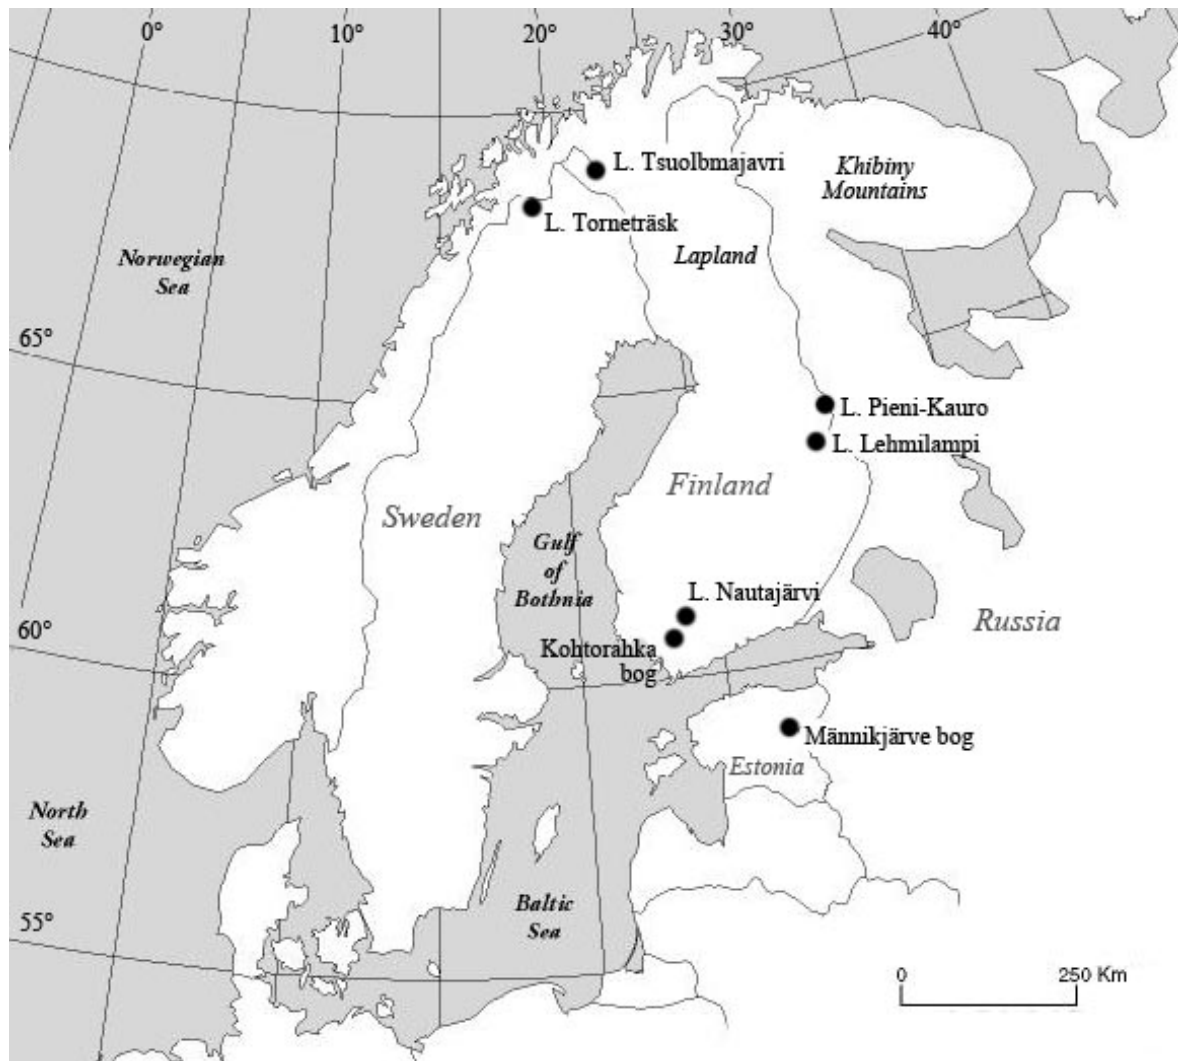 0°
10°
20°
30°
40°
L. Tsuolbmajavri
Khibiny
Mountains
L. Torneträsk
Norwegian
Sea
Lapland
65°
L. Pieni-Kauro
L. Lehmilampi
Finland
Sweden
Gulf
of
Bothnia
L. Nautajärvi
60°
Russia
Kohtorahka
bog
Männikjärve bog
Estonia
North
Sea
Baltic
Sea
55°
0
250 Km